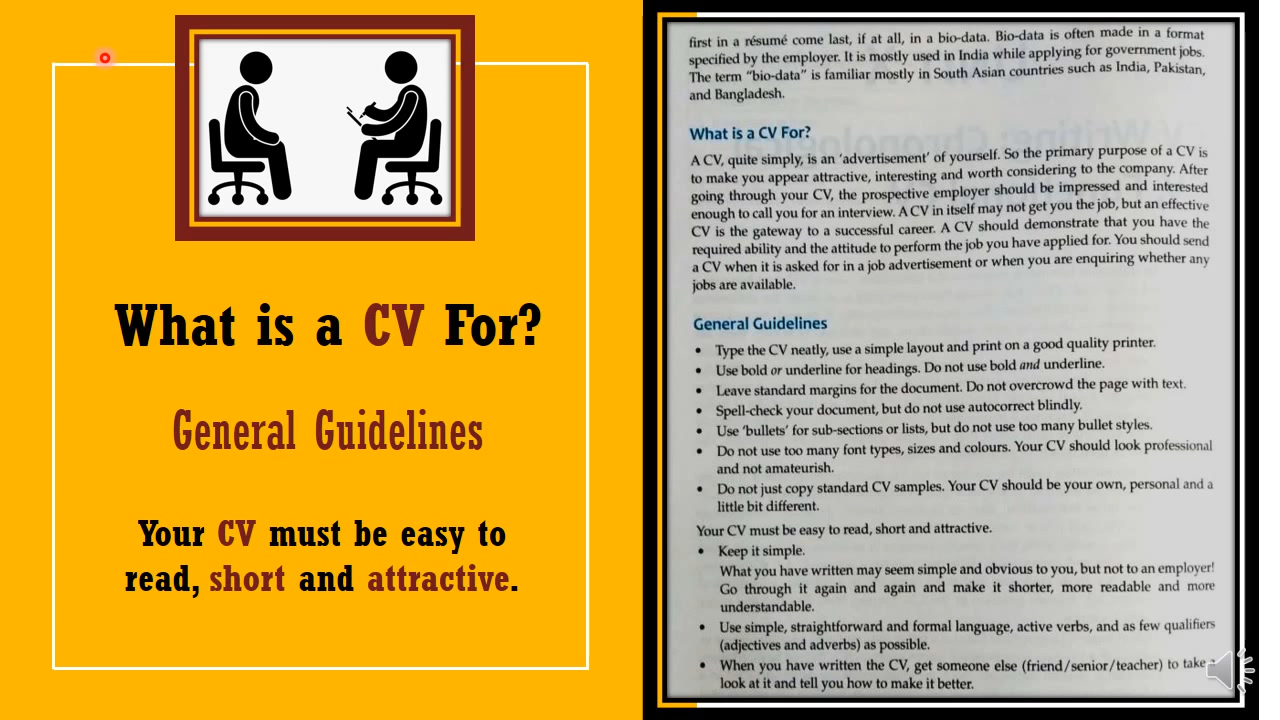 What is a CV For?
General Guidelines
Your CV must be easy to
read, short and attractive.
first in a résumé come last, if at all, in a bio-data. Bio-data is often made in a format
specified by the employer. It is mostly used in India while applying for government jobs.
The term “bio-data” is familiar mostly in South Asian countries such as India, Pakistan,
and Bangladesh.
What is a CV For?
A CV, quite simply, is an ‘advertisement’ of yourself. So the primary purpose of a CV is
to make you appear attractive, interesting and worth considering to the company. After
going through your CV, the prospective employer should be impressed and interested
enough to call you for an interview. A CV in itself may not get you the job, but an effective
CV is the gateway to a successful career. A CV should demonstrate that you have the
required ability and the attitude to perform the job you have applied for. You should send
a CV when it is asked for in a job advertisement or when you are enquiring whether any
jobs are available.
General Guidelines
• Type the CV neatly, use a simple layout and print on a good quality printer.
• Use bold or underline for headings. Do not use bold and underline.
• Leave standard margins for the document. Do not overcrowd the page with text.
• Spell-check your document, but do not use autocorrect blindly.
• Use ‘bullets’ for sub-sections or lists, but do not use too many bullet styles.
• Do not use too many font types, sizes and colours. Your CV should look professional
and not amateurish.
• Do not just copy standard CV samples. Your CV should be your own, personal and a
little bit different.
Your CV must be easy to read, short and attractive.
• Keep it simple.
What you have written may seem simple and obvious to you, but not to an employer!
Go through it again and again and make it shorter, more readable and more
understandable.
• Use simple, straightforward and formal language, active verbs, and as few qualifiers
(adjectives and adverbs) as possible.
• When you have written the CV, get someone else (friend/senior/teacher) to take a
look at it and tell you how to make it better.